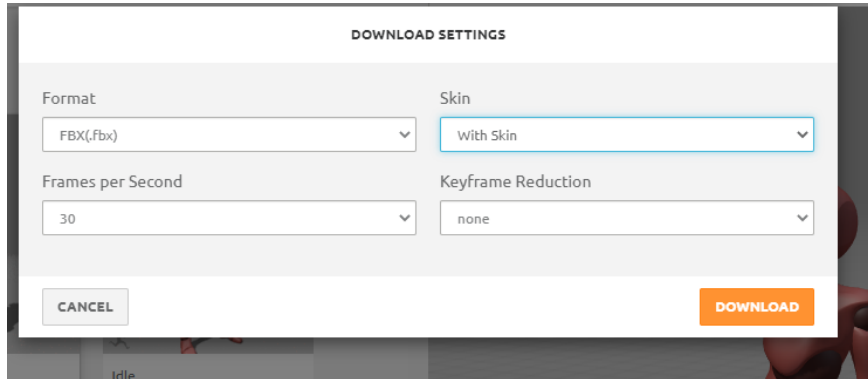 DOWNLOAD SETTINGS
Format
Skin
FBX(.fbx)
With Skin
Frames per Second
Keyframe Reduction
30
none
CANCEL
DOWNLOAD
Idle